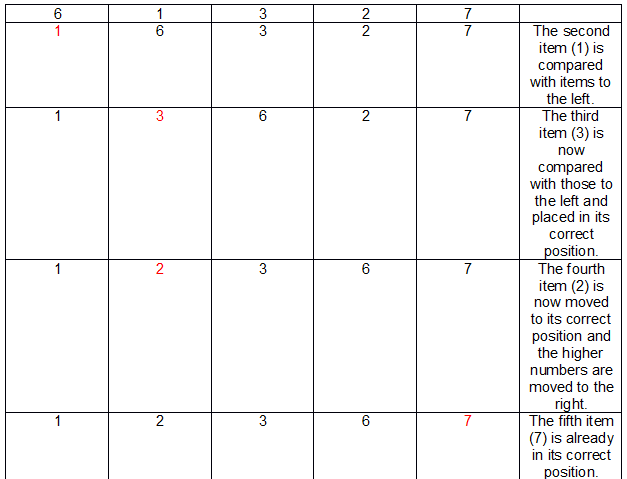 6 1 3 2 7
1 6 3 2 7 The second
item (1) is
compared
with items to
the left.
1 3 6 2 7 The third
item (3) is
now
compared
with those to
the left and
placed in its
correct
position.
1 2 3 6 7 The fourth
item (2) is
now moved
to its correct
position and
the higher
numbers are
moved to the
right.
1 2 3 6 7 The fifth item
(7) is already
in its correct
position.